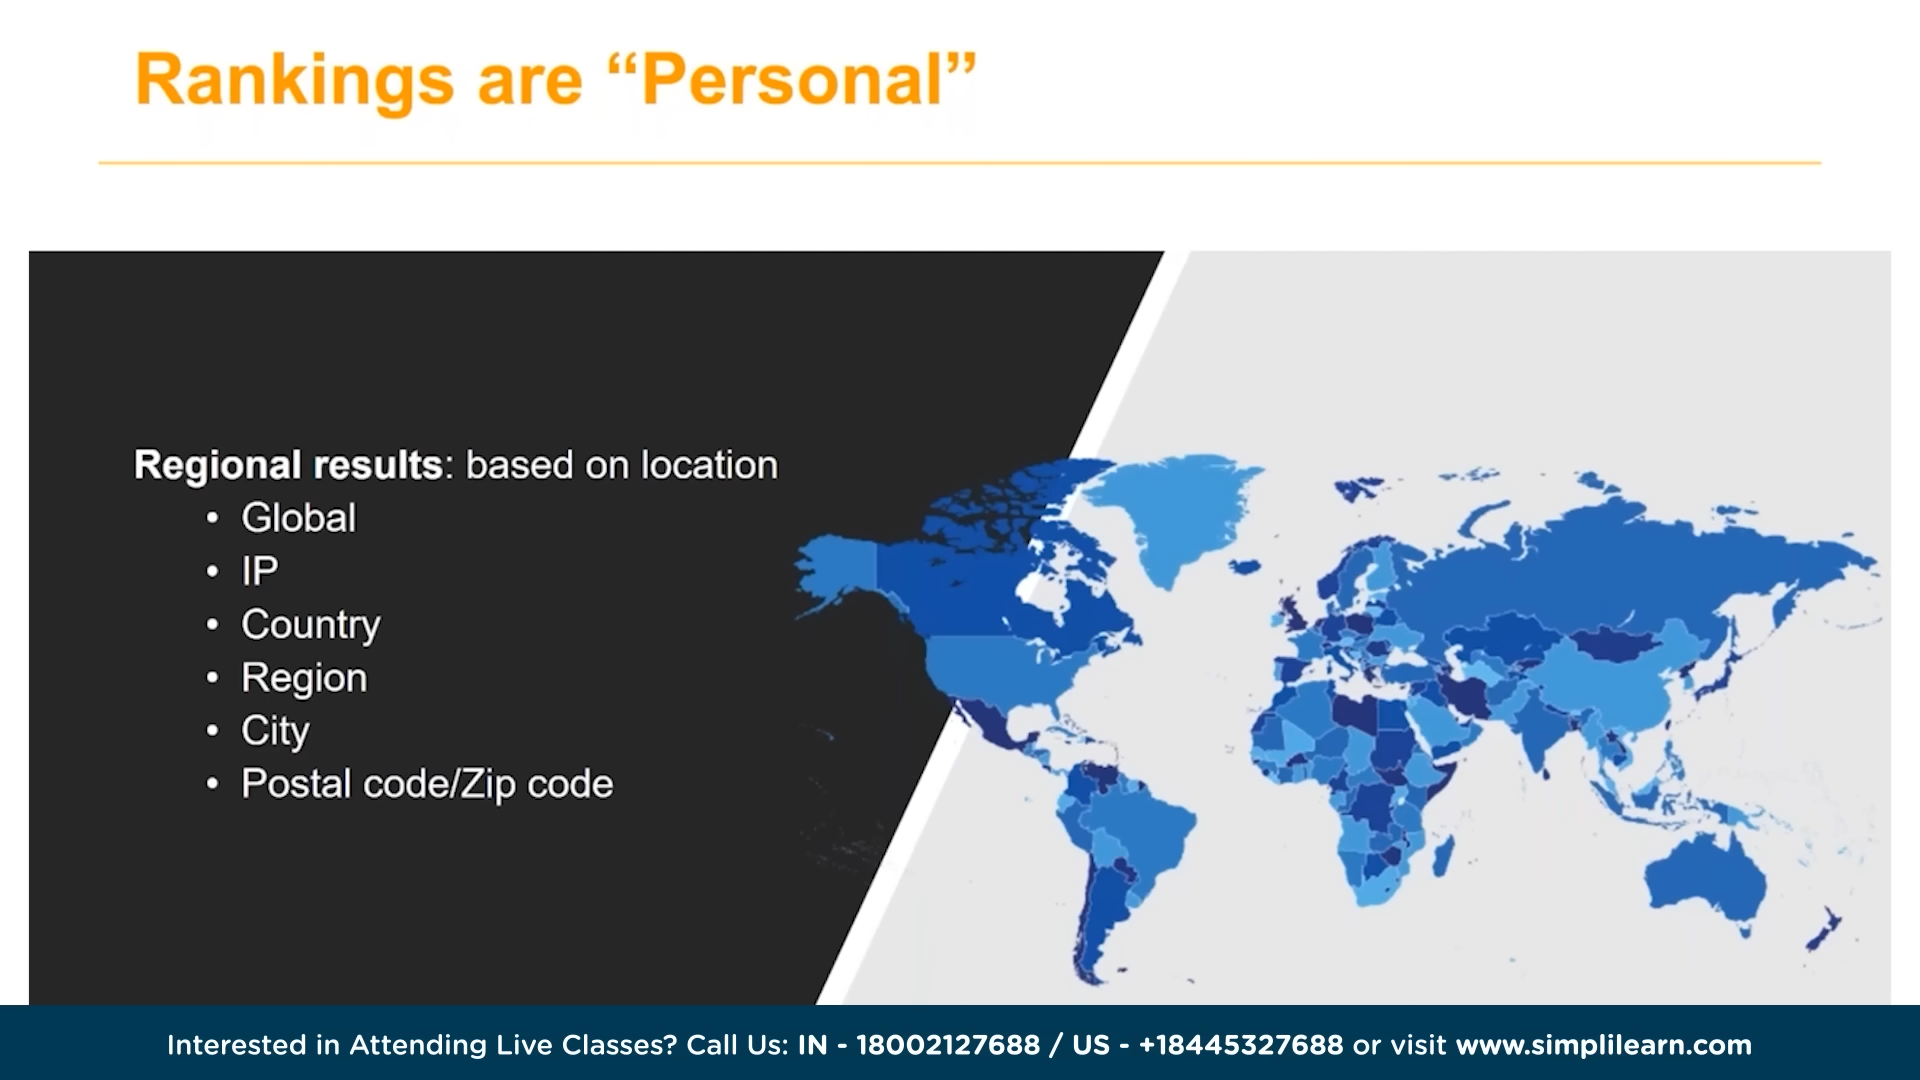 Rankings are “Personal”
Regional results: based on location
• Global
• IP
• Country
• Region
• City
• Postal code/Zip code
Interested in Attending Live Classes? Call Us: IN - 18002127688 / US - +18445327688 or visit www.simplilearn.com